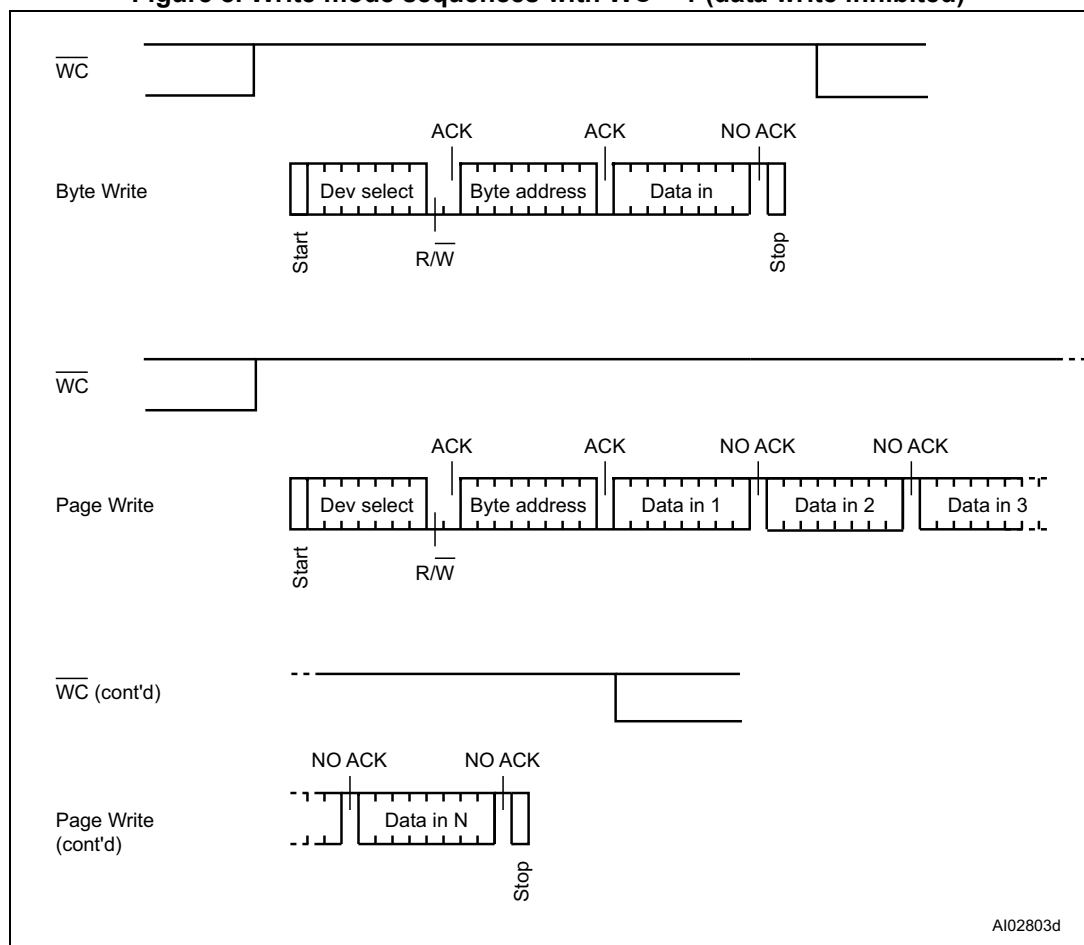 WC
ACK ACK NO ACK
Byte Write Dev select Byte address Data in
Start R/W Stop
WC
ACK ACK NO ACK NO ACK
Page Write Dev select Byte address Data in 1 Data in 2 Data in 3
Start R/W
WC (cont'd)
NO ACK NO ACK
Page Write Data in N
(cont'd)
Stop
AI02803d